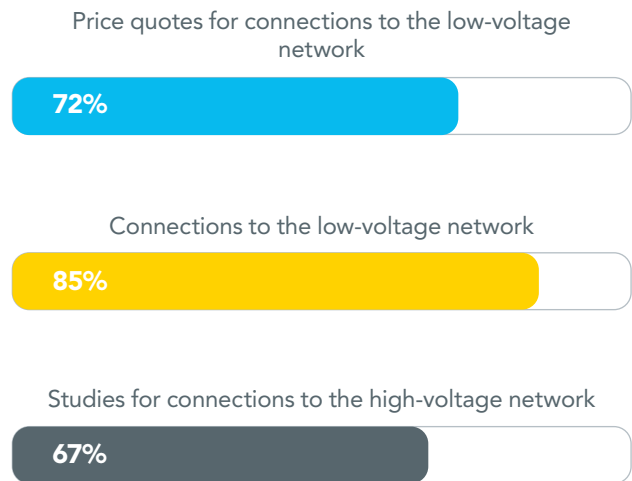 Price quotes for connections to the low-voltage
network
72%
Connections to the low-voltage network
85%
Studies for connections to the high-voltage network
67%